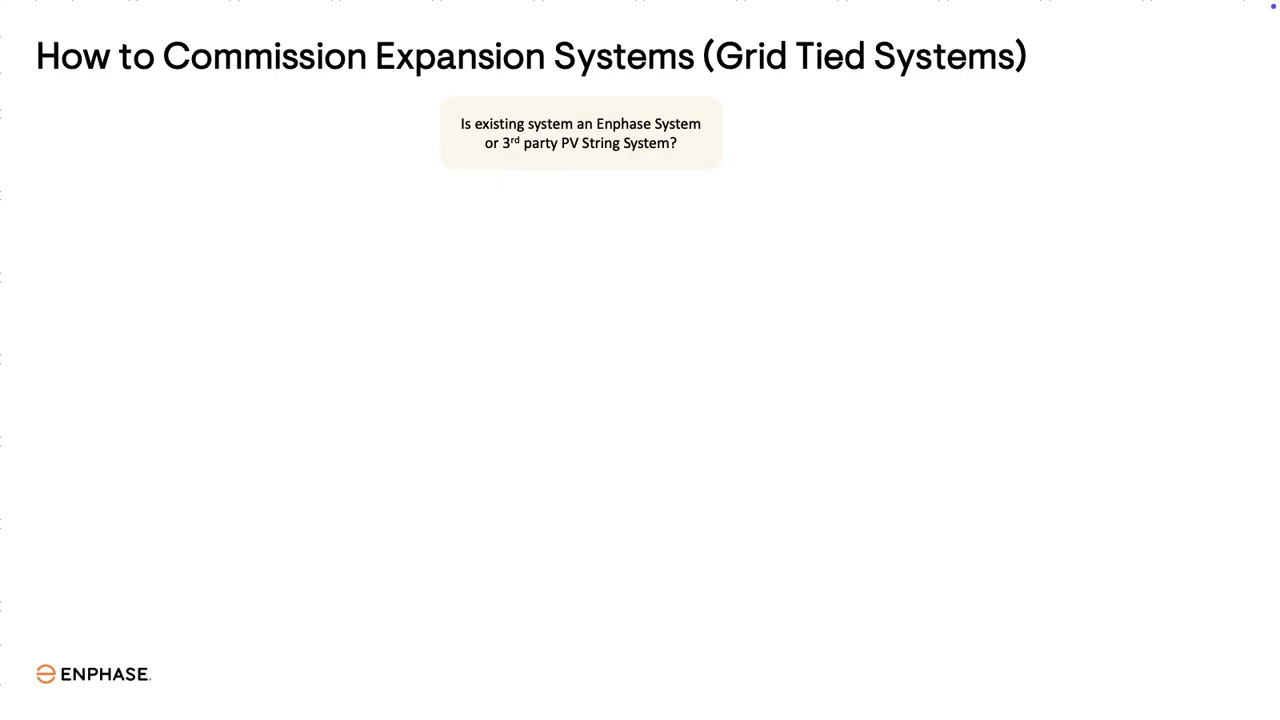 How to Commission Expansion Systems (Grid Tied Systems)
Is existing system an Enphase System
or 3rd party PV String System?
ENPHASE.